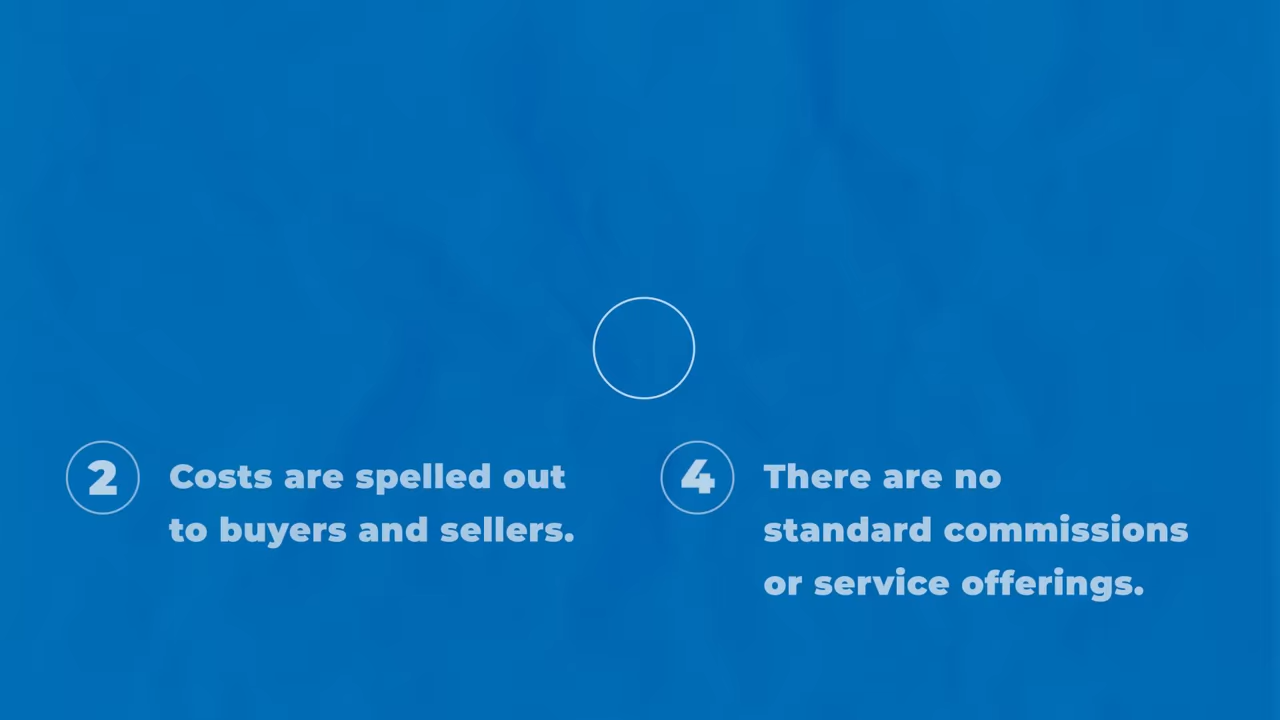 2
Costs are spelled out
to buyers and sellers.
4
There are no
standard commissions
or service offerings.